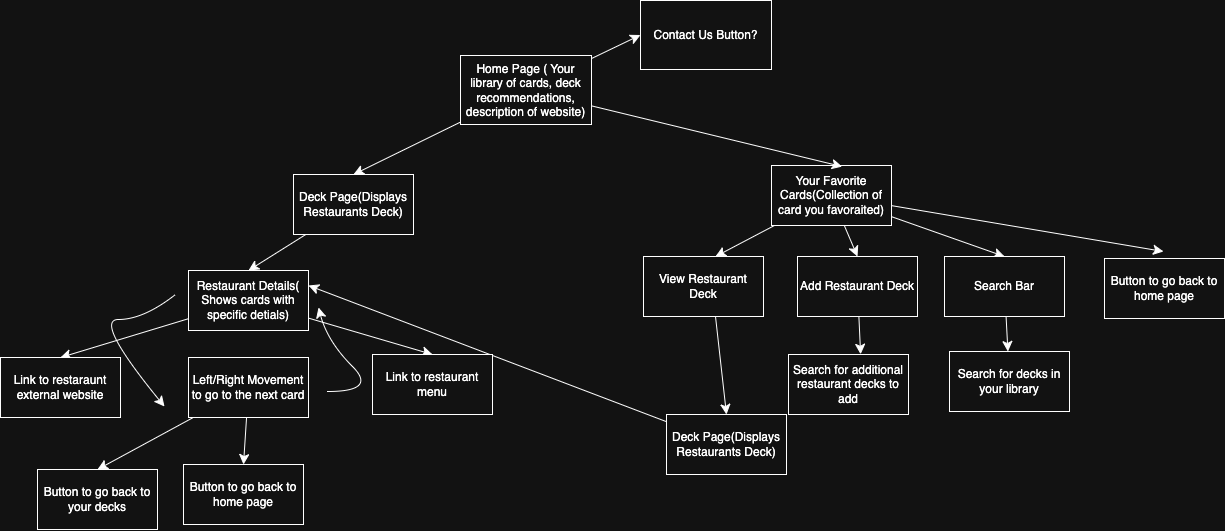 Contact Us Button?
Home Page ( Your
library of cards, deck
recommendations,
description of website)
Deck Page(Displays
Restaurants Deck)
Your Favorite
Cards(Collection of
card you favoraited)
Restaurant Details(
Shows cards with
specific detials)
View Restaurant
Deck
Add Restaurant Deck
Search Bar
Button to go back to
home page
Link to restaraunt
external website
Left/Right Movement
to go to the next card
Link to restaurant
menu
Search for additional
restaurant decks to
add
Search for decks in
your library
Deck Page(Displays
Restaurants Deck)
Button to go back to
your decks
Button to go back to
home page